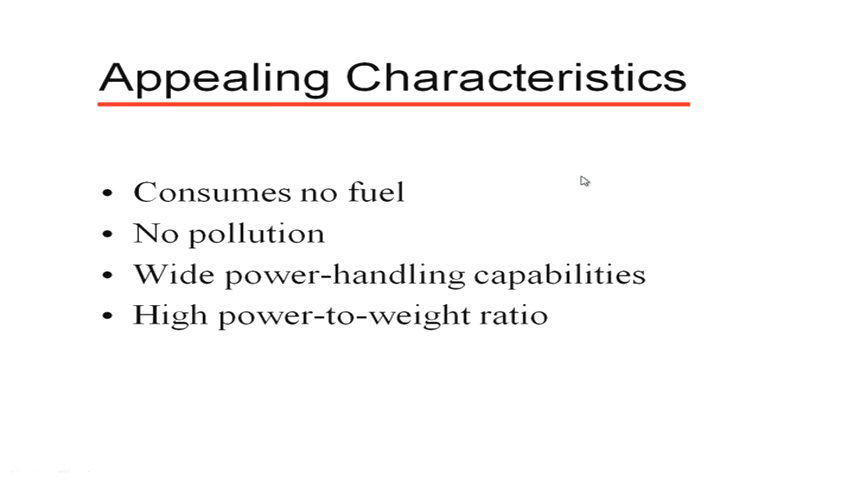 Appealing Characteristics
• Consumes no fuel
• No pollution
• Wide power-handling capabilities
• High power-to-weight ratio